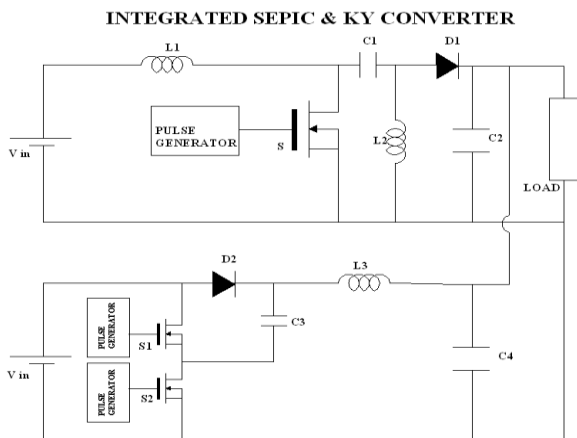 INTEGRATED SEPIC & KY CONVERTER
L1
C1
D1
PULSE
GENERATOR
S
L2
C2
V in
LOAD
D2
L3
PULSE
GENERATOR
S1
C3
V in
PULSE
GENERATOR
S2
C4